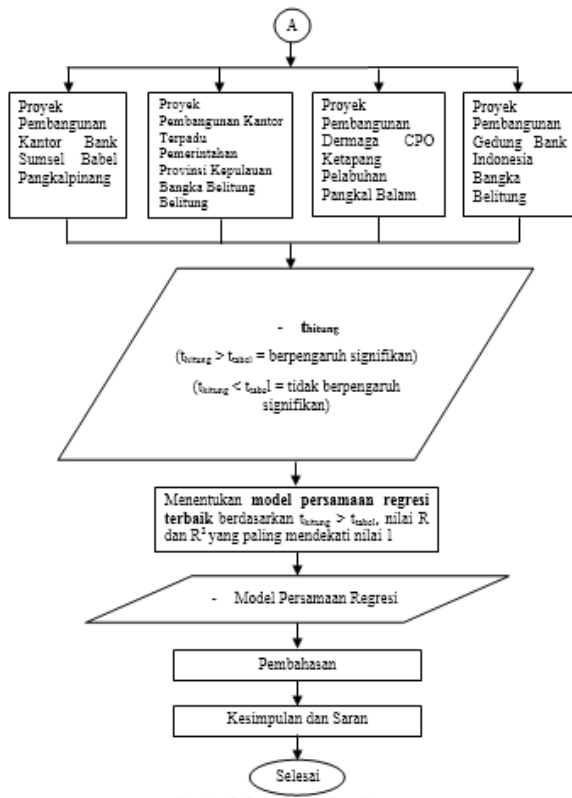 A
Proyek
Pembangunan
Kantor Bank
Sumsel Babel
Pangkalpinang
Proyek
Pembangunan Kantor
Terpadu
Pemerintahan
Provinsi Kepulauan
Bangka Belitung
Belitung
Proyek
Pembangunan
Dermaga CPO
Ketapang
Pelabuhan
Pangkal Balam
Proyek
Pembangunan
Gedung Bank
Indonesia
Bangka
Belitung
- thitung
(thitung > ttabel = berpengaruh signifikan)
(thitung < ttabel = tidak berpengaruh
signifikan)
Menentukan model persamaan regresi
terbaik berdasarkan thitung > ttabel, nilai R
dan R² yang paling mendekati nilai 1
- Model Persamaan Regresi
Pembahasan
Kesimpulan dan Saran
Selesai